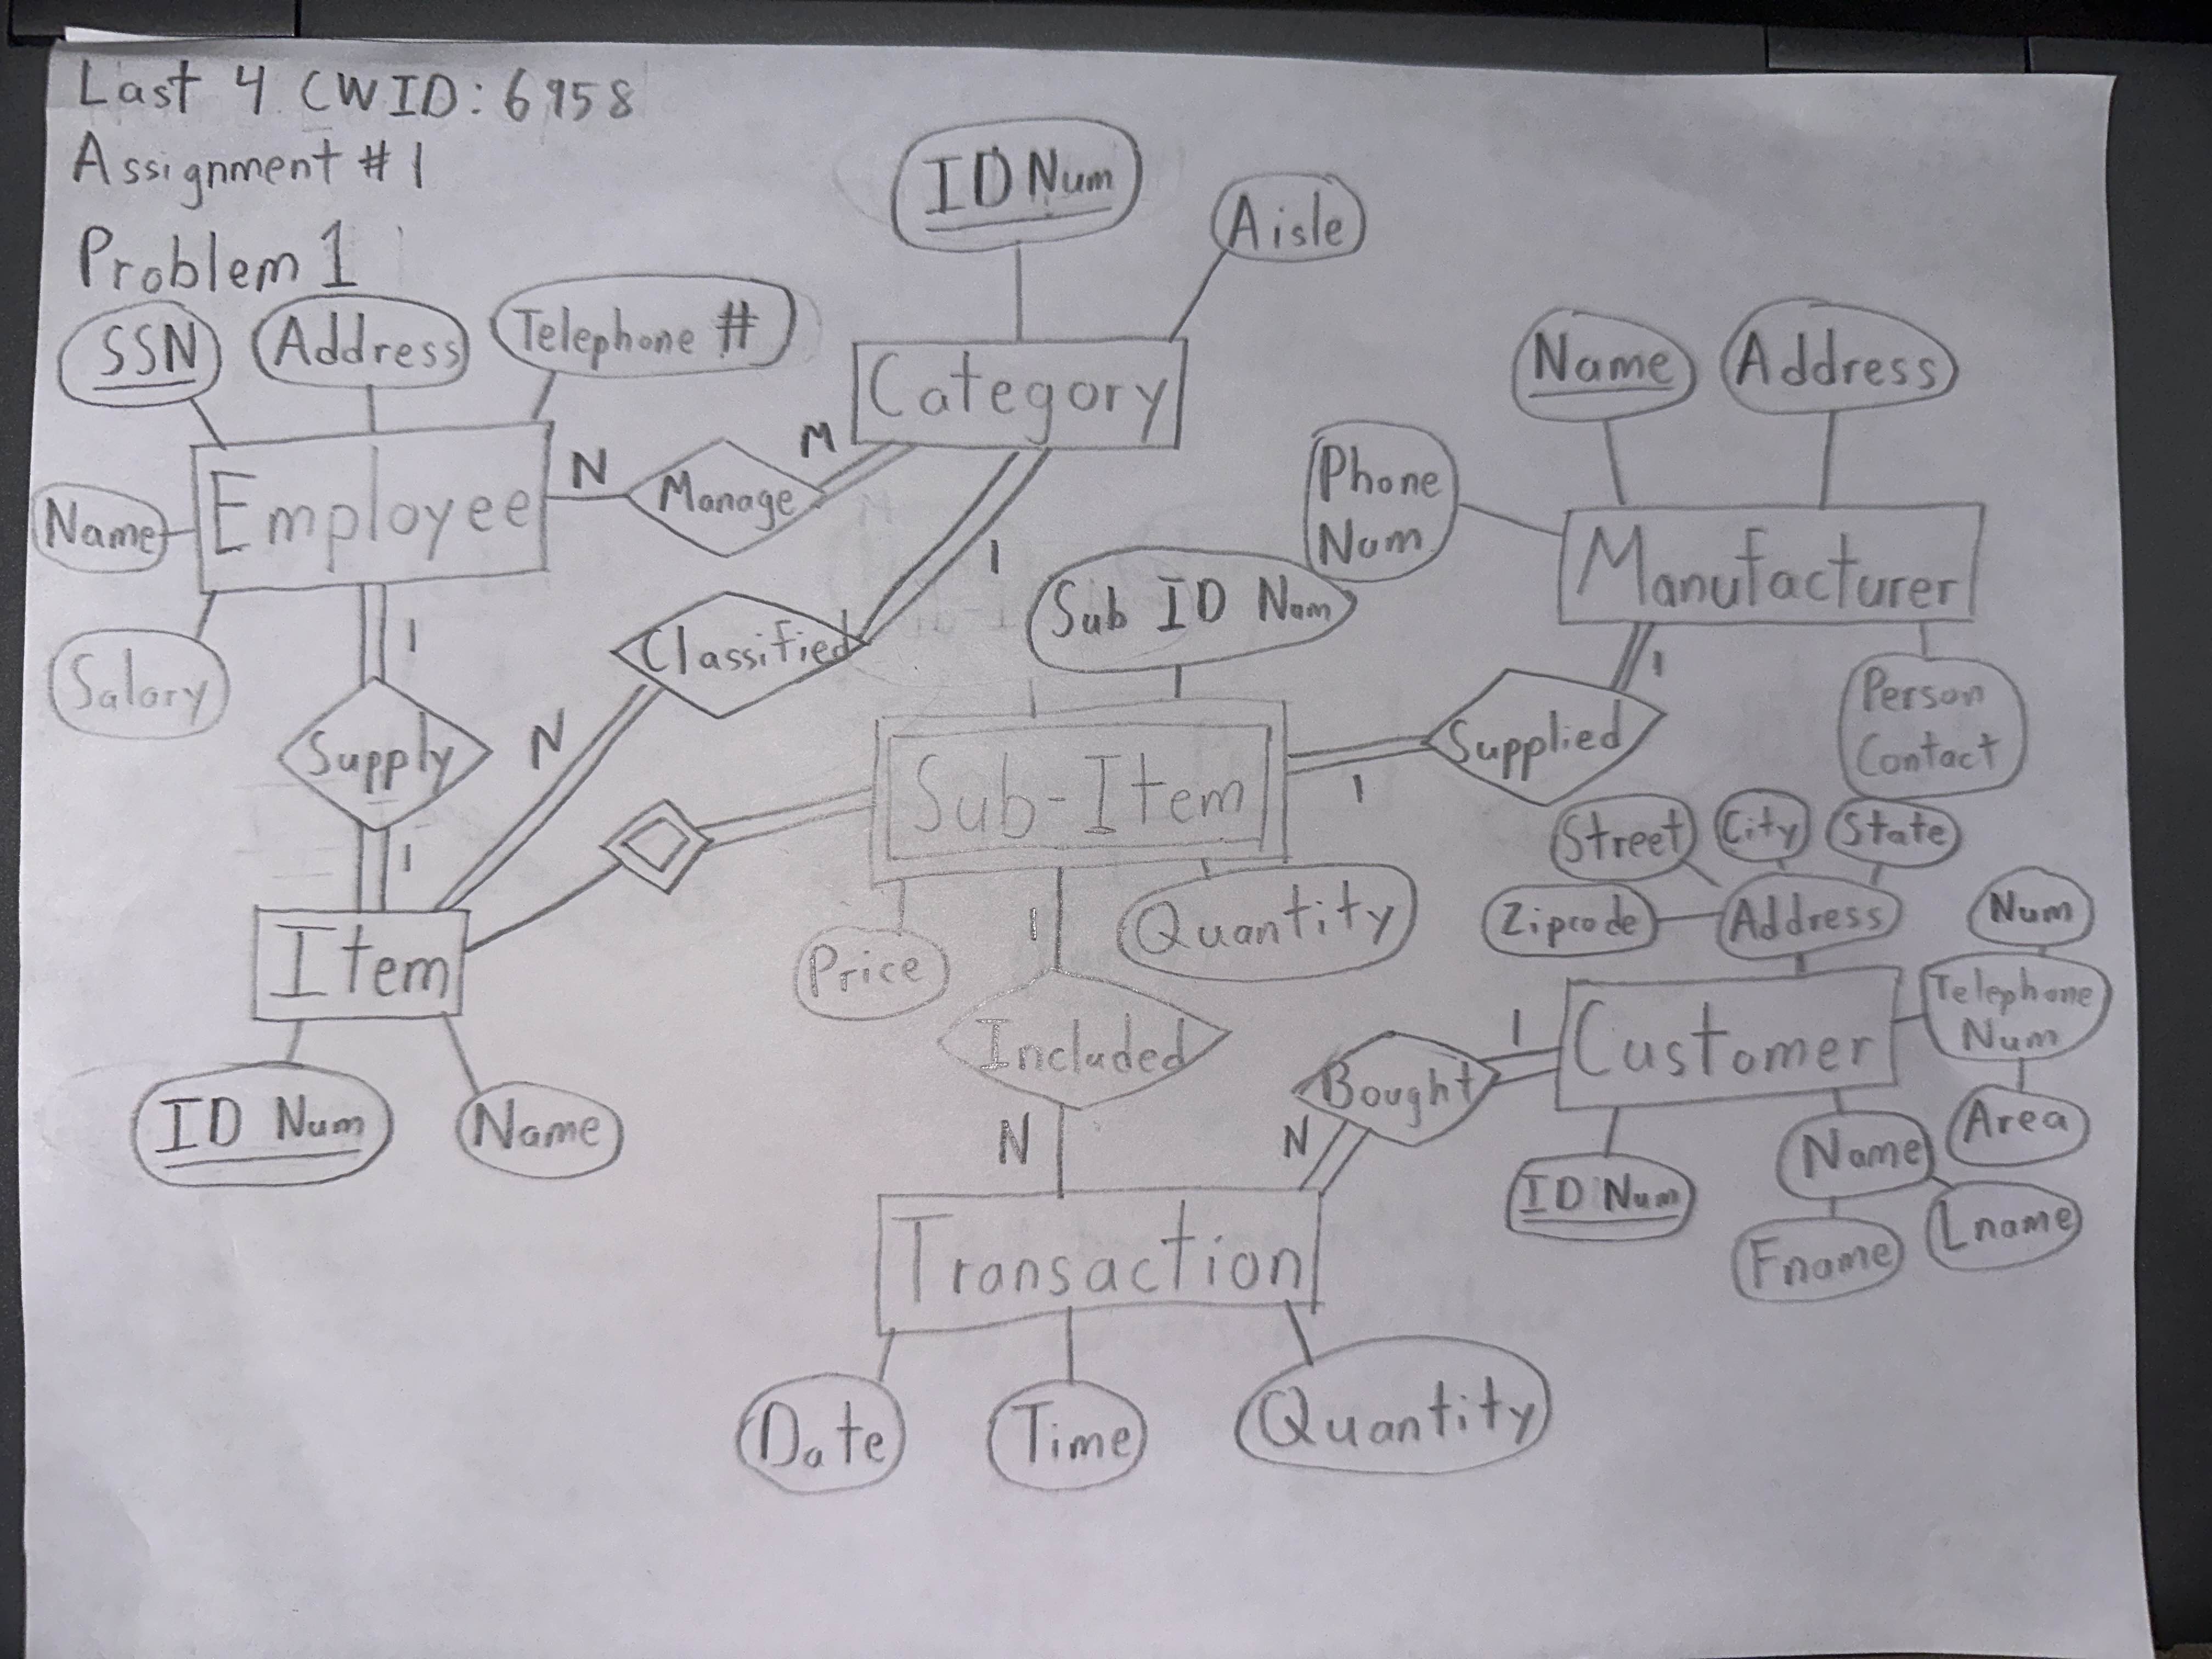 Last 4 CWID: 6958
Assignment #1
Problem 1
ID Num
Aisle
SSN
Address
Telephone #
Category
Name
Address
Employee
Name
N
Manage
M
Phone
Num
Manufacturer
Salary
1
Classified
1
Sub ID Num
1
Person
Contact
Supply
N
Sub-Item
Supplied
1
1
Street
City
State
Zipcode
Address
Num
Item
Price
1
Quantity
Telephone
Num
Included
Bought
1
Customer
ID Num
Name
N
N
ID Num
Name
Area
Fname
Lname
Transaction
Date
Time
Quantity